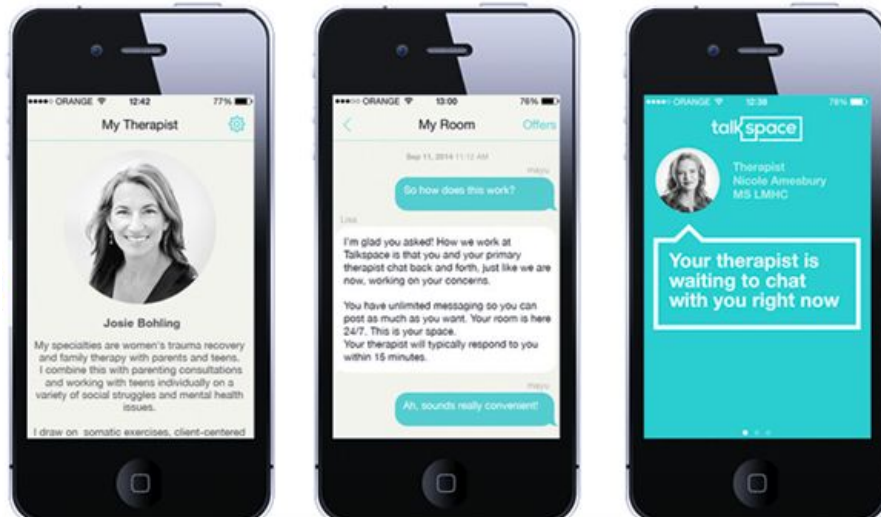 ORANGE 12:42 77%
My Therapist
Josie Bohling
My specialties are women's trauma recovery
and family therapy with parents and teens.
I combine this with parenting consultations
and working with teens individually on a
variety of social struggles and mental health
issues.
I draw on somatic exercises, client-centered
ORANGE 13:00 76%
My Room Offers
Sep 11, 2014 11:12 AM
mayu
So how does this work?
Lisa
I'm glad you asked! How we work at
Talkspace is that you and your primary
therapist chat back and forth, just like we are
now, working on your concerns.
You have unlimited messaging so you can
post as much as you want. Your room is here
24/7. This is your space.
Your therapist will typically respond to you
within 15 minutes.
mayu
Ah, sounds really convenient!
ORANGE 12:38 78%
talkspace
Therapist
Nicole Amesbury
MS LMHC
Your therapist is
waiting to chat
with you right now